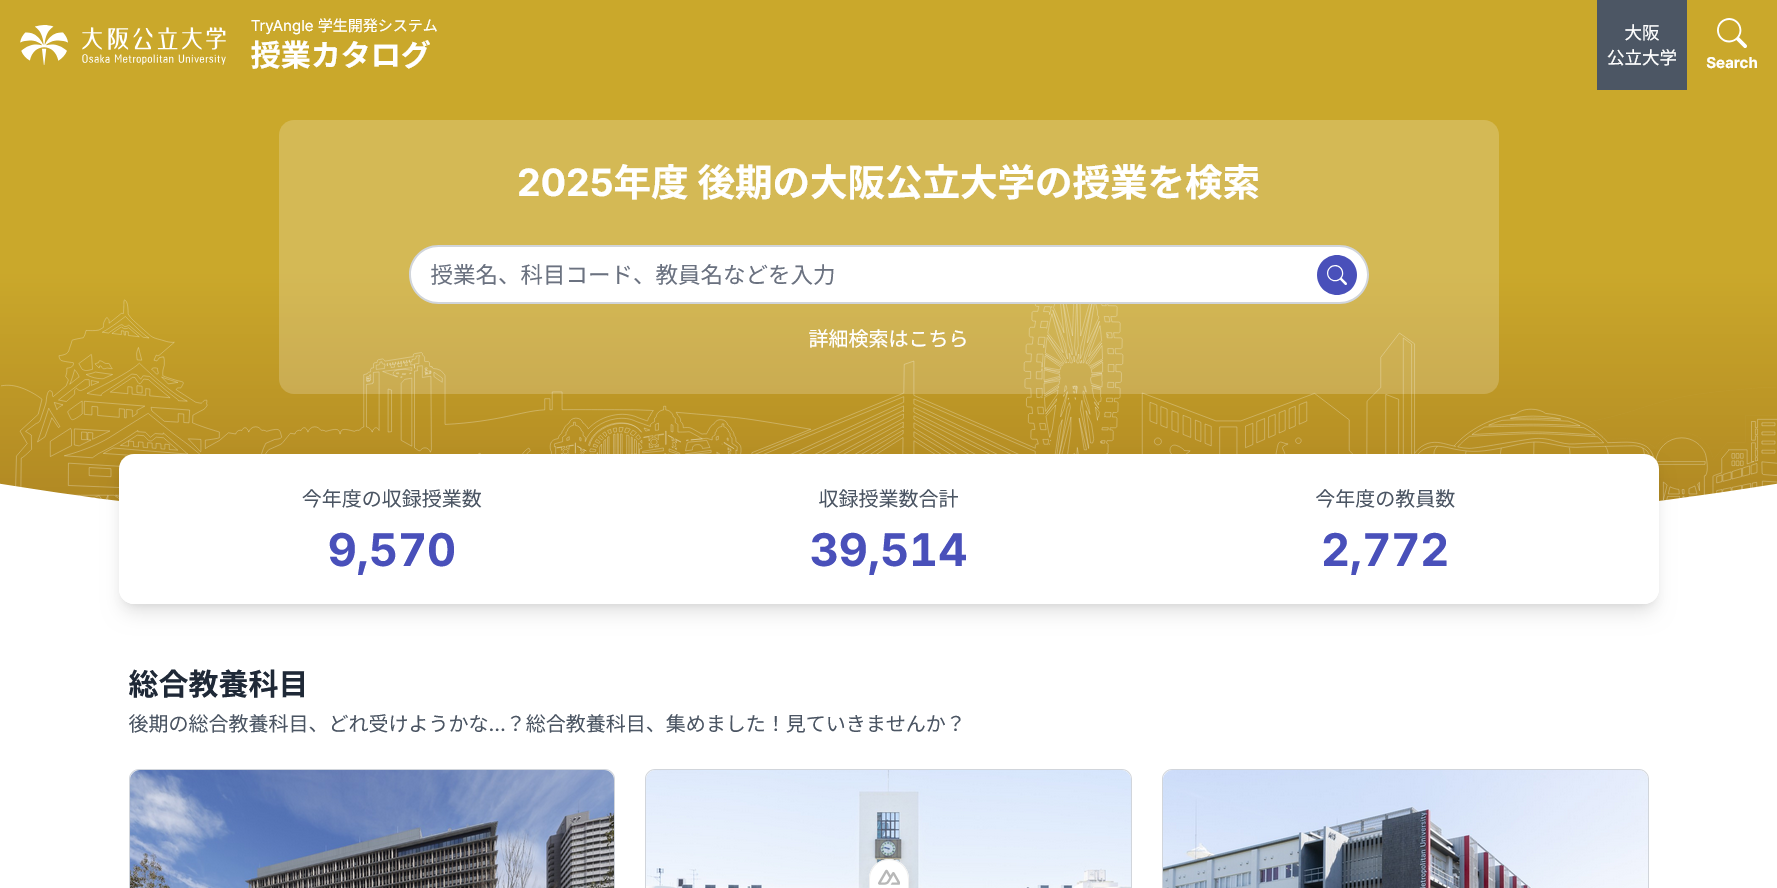 大阪公立大学
Osaka Metropolitan University
TryAngle 学生開発システム
授業カタログ
大阪
公立大学
Search
2025年度 後期の大阪公立大学の授業を検索
授業名、科目コード、教員名などを入力
詳細検索はこちら
今年度の収録授業数
9,570
収録授業数合計
39,514
今年度の教員数
2,772
総合教養科目
後期の総合教養科目、どれ受けようかな...？総合教養科目、集めました！見ていきませんか？